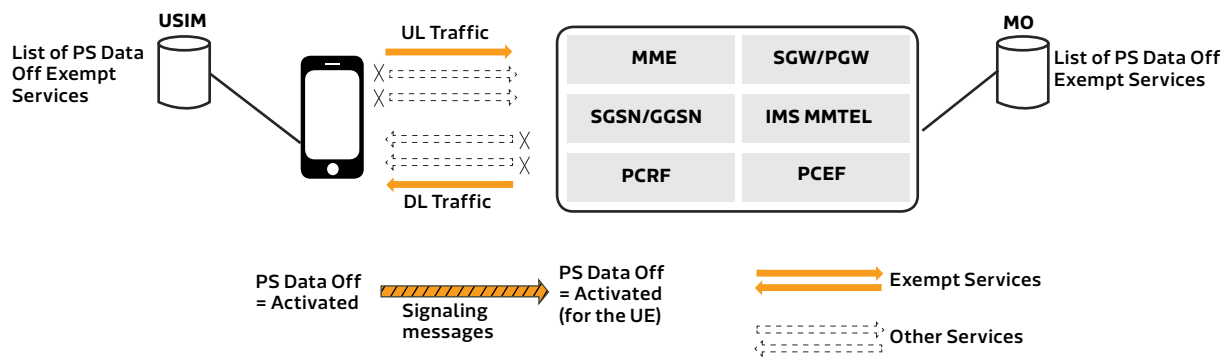 USIM
List of PS Data
Off Exempt
Services
UL Traffic
DL Traffic
MME
SGW/PGW
SGSN/GGSN
IMS MMTEL
PCRF
PCEF
MO
List of PS Data Off
Exempt Services
PS Data Off
= Activated
Signaling
messages
PS Data Off
= Activated
(for the UE)
Exempt Services
Other Services